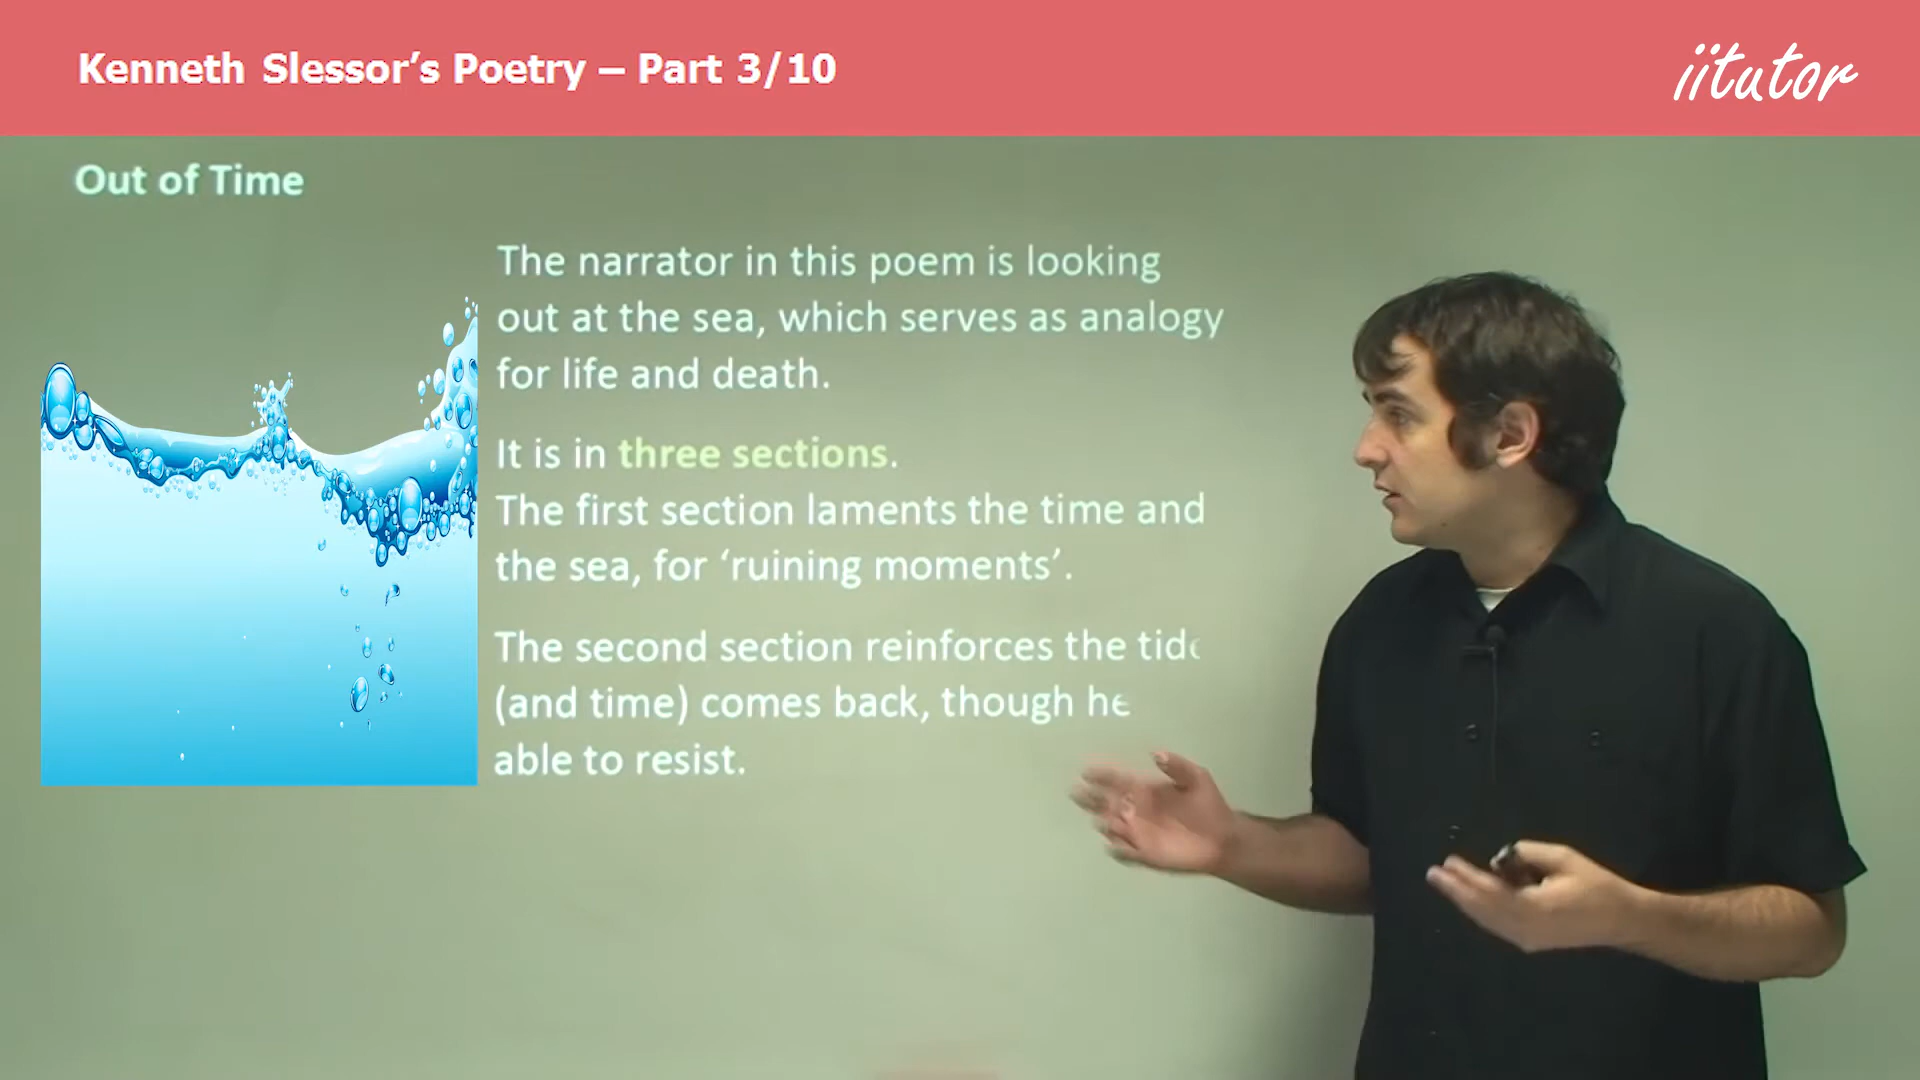 Kenneth Slessor’s Poetry – Part 3/10
iitutor
Out of Time
The narrator in this poem is looking
out at the sea, which serves as analogy
for life and death.
It is in three sections.
The first section laments the time and
the sea, for ‘ruining moments’.
The second section reinforces the
(and time) comes back, though
able to resist.